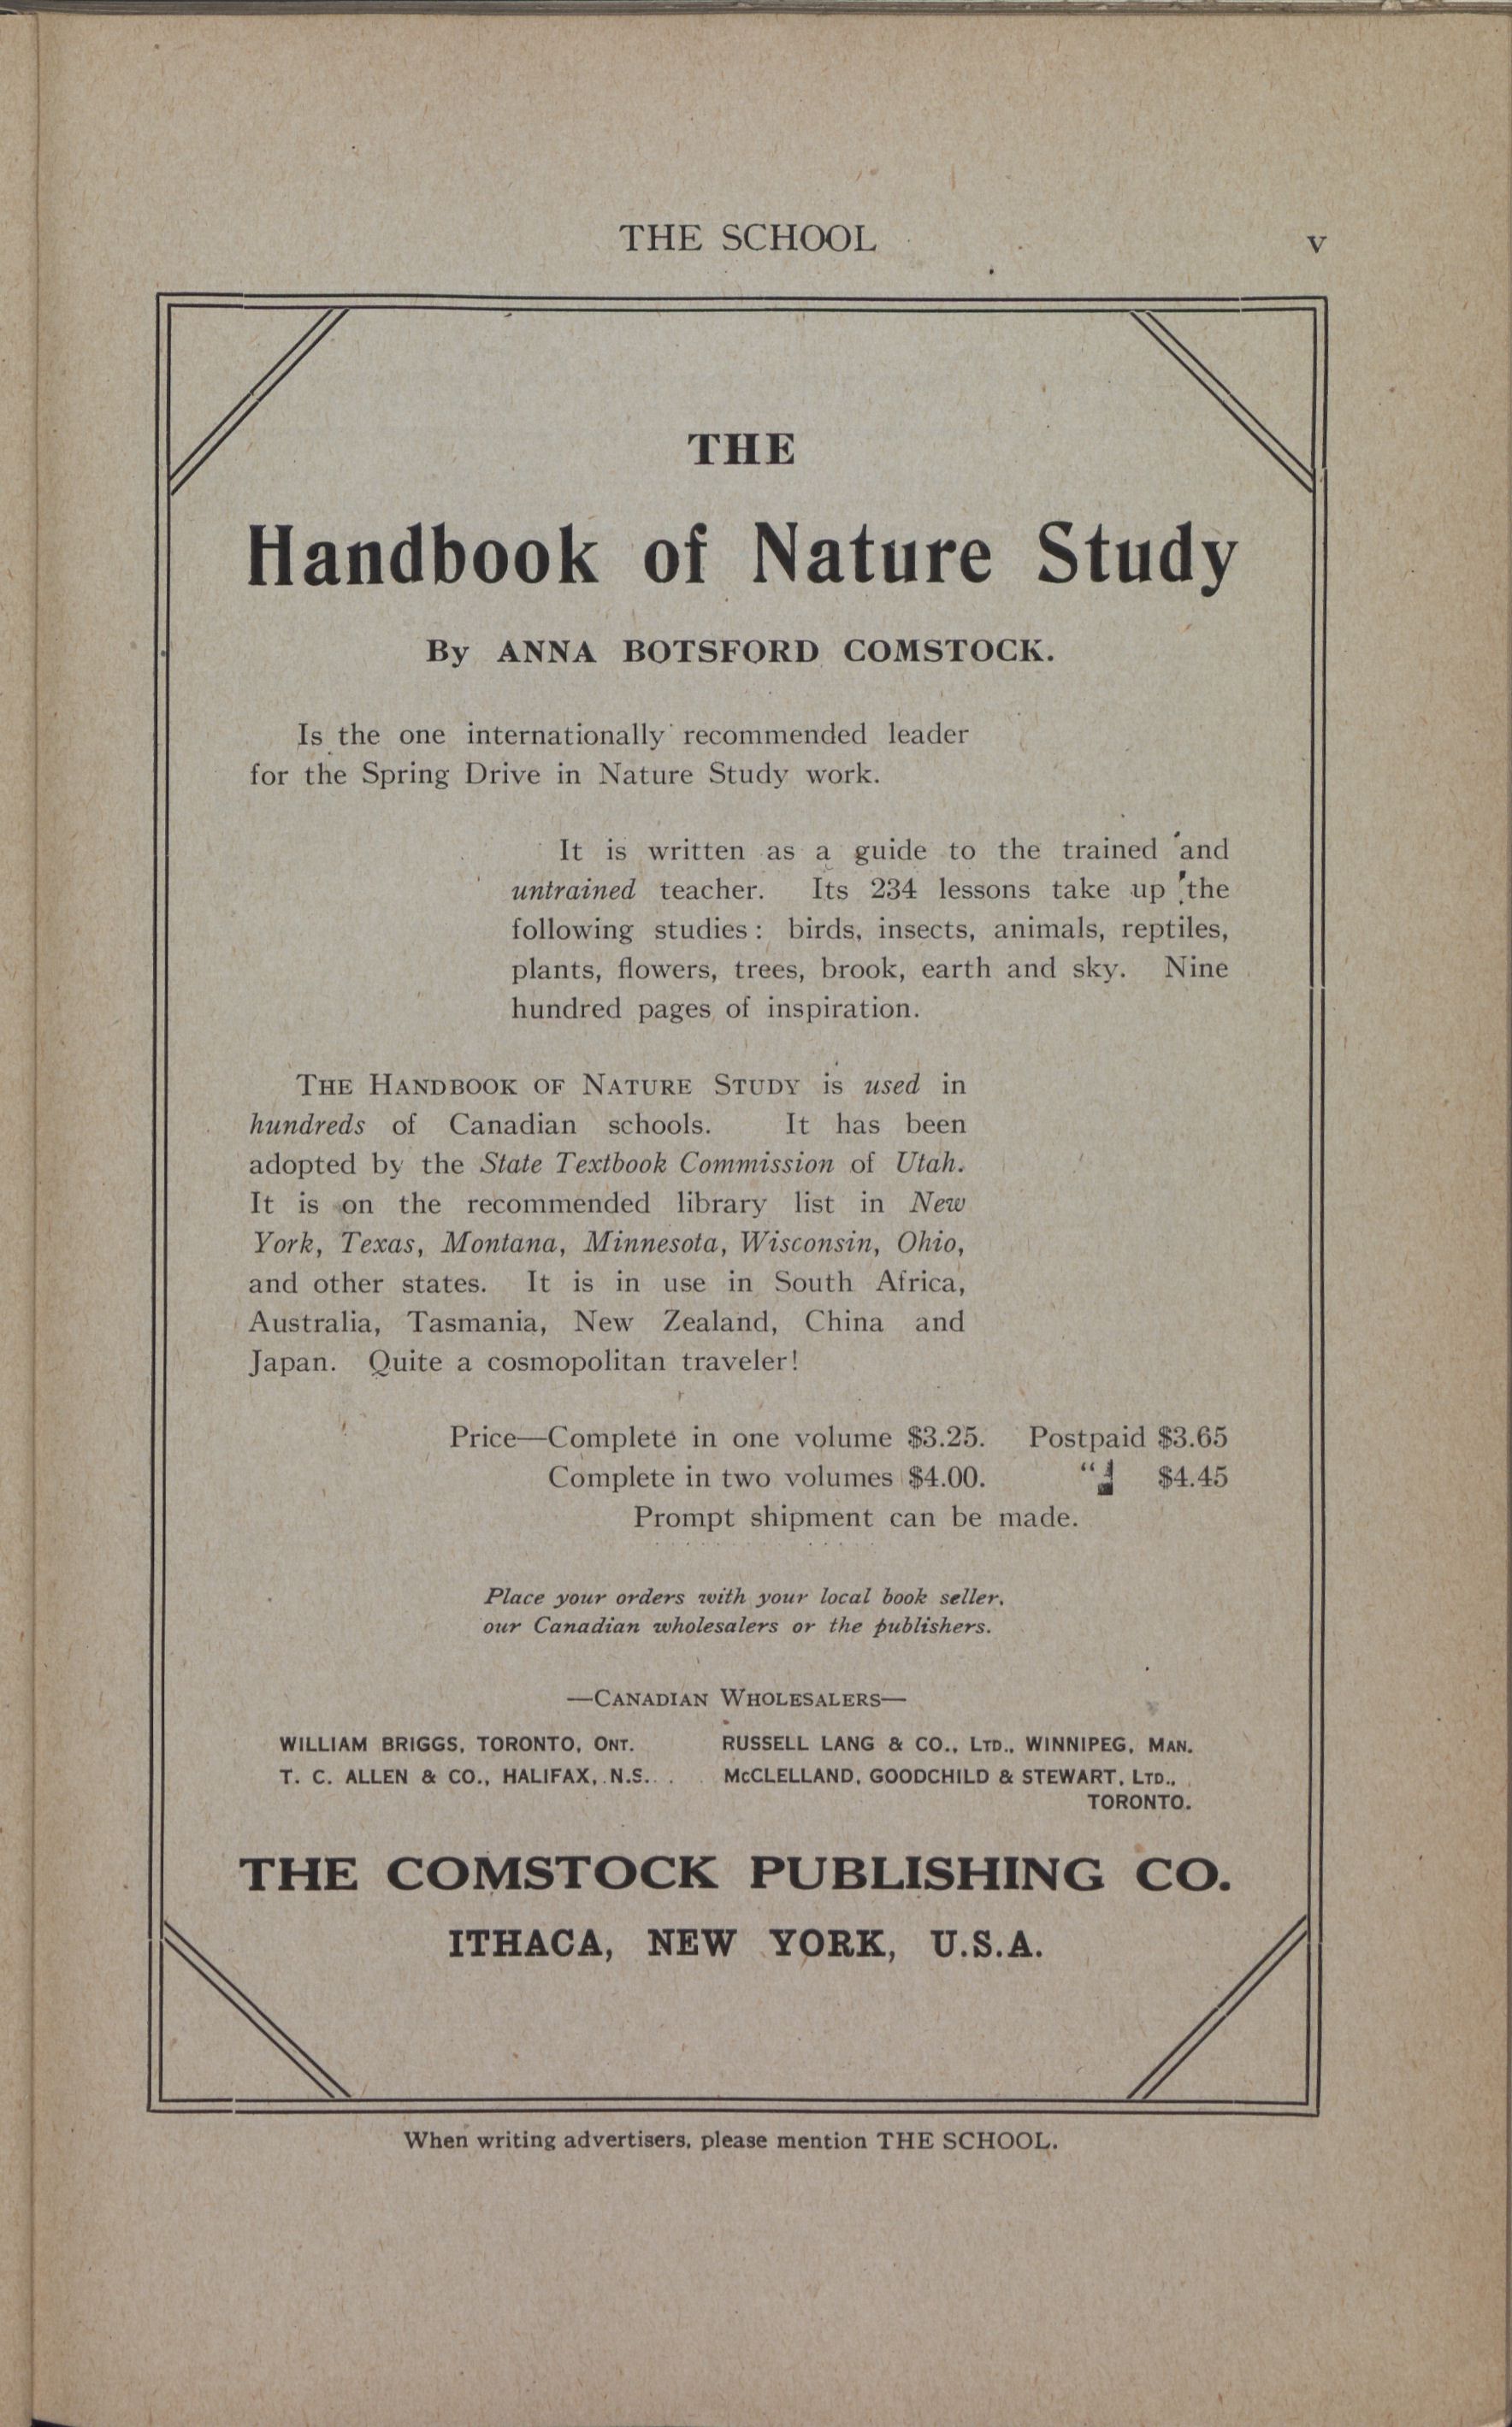 THE SCHOOL v
THE
Handbook of Nature Study
By ANNA BOTSFORD COMSTOCK.
Is the one internationally recommended leader
for the Spring Drive in Nature Study work.
It is written as a guide to the trained and
untrained teacher. Its 234 lessons take up the
following studies: birds, insects, animals, reptiles,
plants, flowers, trees, brook, earth and sky. Nine
hundred pages of inspiration.
THE HANDBOOK OF NATURE STUDY is used in
hundreds of Canadian schools. It has been
adopted by the State Textbook Commission of Utah.
It is on the recommended library list in New
York, Texas, Montana, Minnesota, Wisconsin, Ohio,
and other states. It is in use in South Africa,
Australia, Tasmania, New Zealand, China and
Japan. Quite a cosmopolitan traveler!
Price—Complete in one volume $3.25. Postpaid $3.65
Complete in two volumes $4.00. “ $4.45
Prompt shipment can be made.
Place your orders with your local book seller,
our Canadian wholesalers or the publishers.
—CANADIAN WHOLESALERS—
WILLIAM BRIGGS, TORONTO, ONT. RUSSELL LANG & CO., LTD., WINNIPEG, MAN.
T. C. ALLEN & CO., HALIFAX, N.S. McCLELLAND, GOODCHILD & STEWART, LTD.,
TORONTO.
THE COMSTOCK PUBLISHING CO.
ITHACA, NEW YORK, U.S.A.
When writing advertisers, please mention THE SCHOOL.